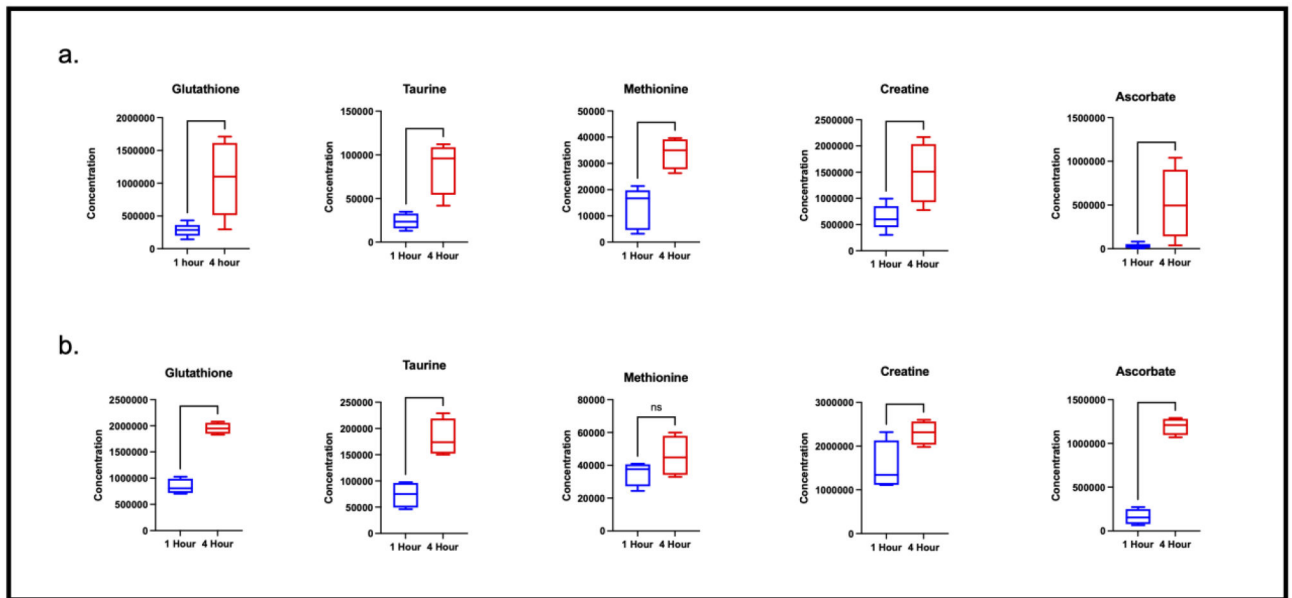 a.
Glutathione
Concentration
2000000
1500000
1000000
500000
0
1 hour 4 hour
Taurine
Concentration
150000
100000
50000
0
1 Hour 4 Hour
Methionine
Concentration
50000
40000
30000
20000
10000
0
1 Hour 4 Hour
Creatine
Concentration
2500000
2000000
1500000
1000000
500000
0
1 Hour 4 Hour
Ascorbate
Concentration
1500000
1000000
500000
0
1 Hour 4 Hour
b.
Glutathione
Concentration
2500000
2000000
1500000
1000000
500000
0
1 Hour 4 Hour
Taurine
Concentration
250000
200000
150000
100000
50000
0
1 Hour 4 Hour
Methionine
Concentration
80000
60000
40000
20000
0
ns
1 Hour 4 Hour
Creatine
Concentration
3000000
2000000
1000000
0
1 Hour 4 Hour
Ascorbate
Concentration
1500000
1000000
500000
0
1 Hour 4 Hour